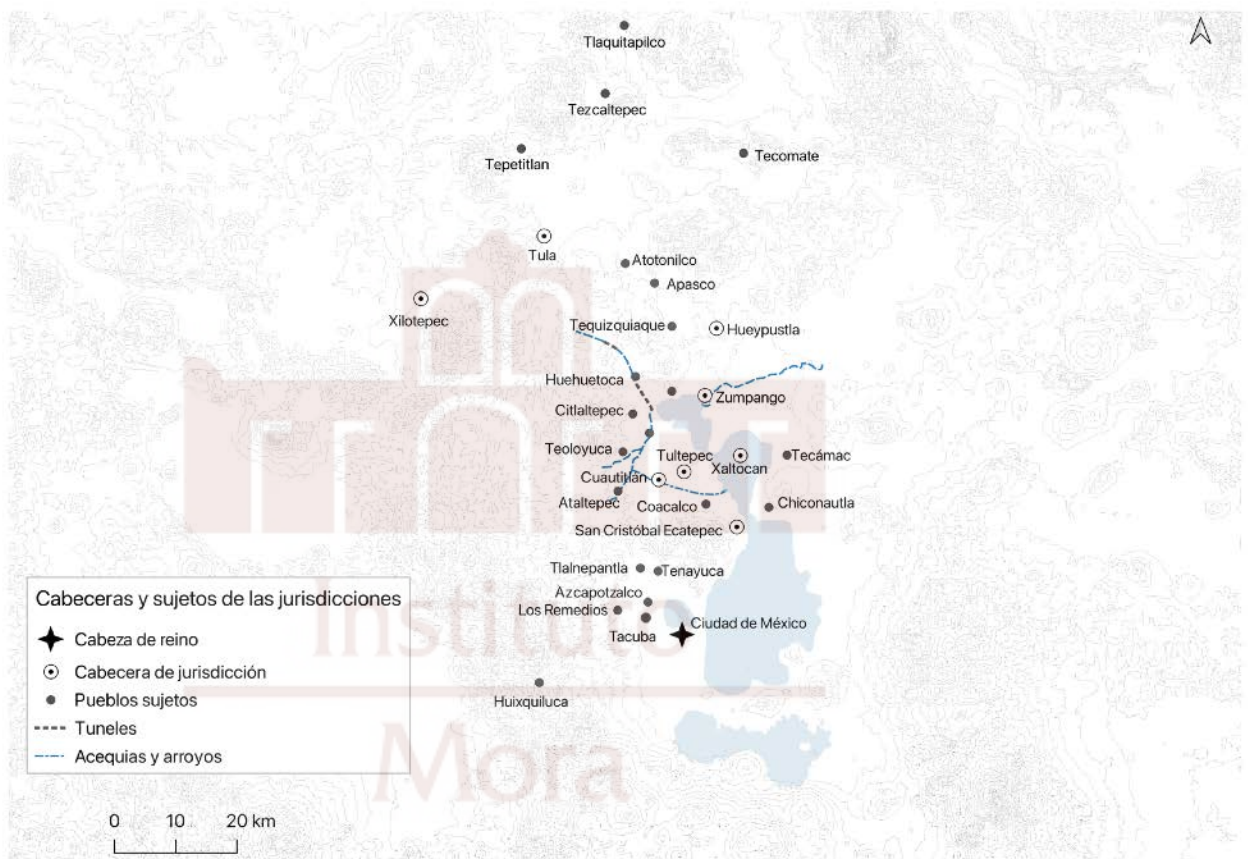 Tlaquitapilco
Tezcaltepec
Tepetitlan
Tecomate
Tula
Atotonilco
Apasco
Xilotepec
Tequizquiaque
Hueypustla
Huehuetoca
Zumpango
Citlaltepec
Teoloyuca
Tultepec
Xaltocan
Tecámac
Cuautitlán
Ataltepec
Coacalco
Chiconautla
San Cristóbal Ecatepec
Tlalnepantla
Tenayuca
Azcapotzalco
Los Remedios
Tacuba
Ciudad de México
Huixquiluca
Instituto
Mora
Cabeceras y sujetos de las jurisdicciones
Cabeza de reino
Cabecera de jurisdicción
Pueblos sujetos
Tuneles
Acequias y arroyos
0 10 20 km